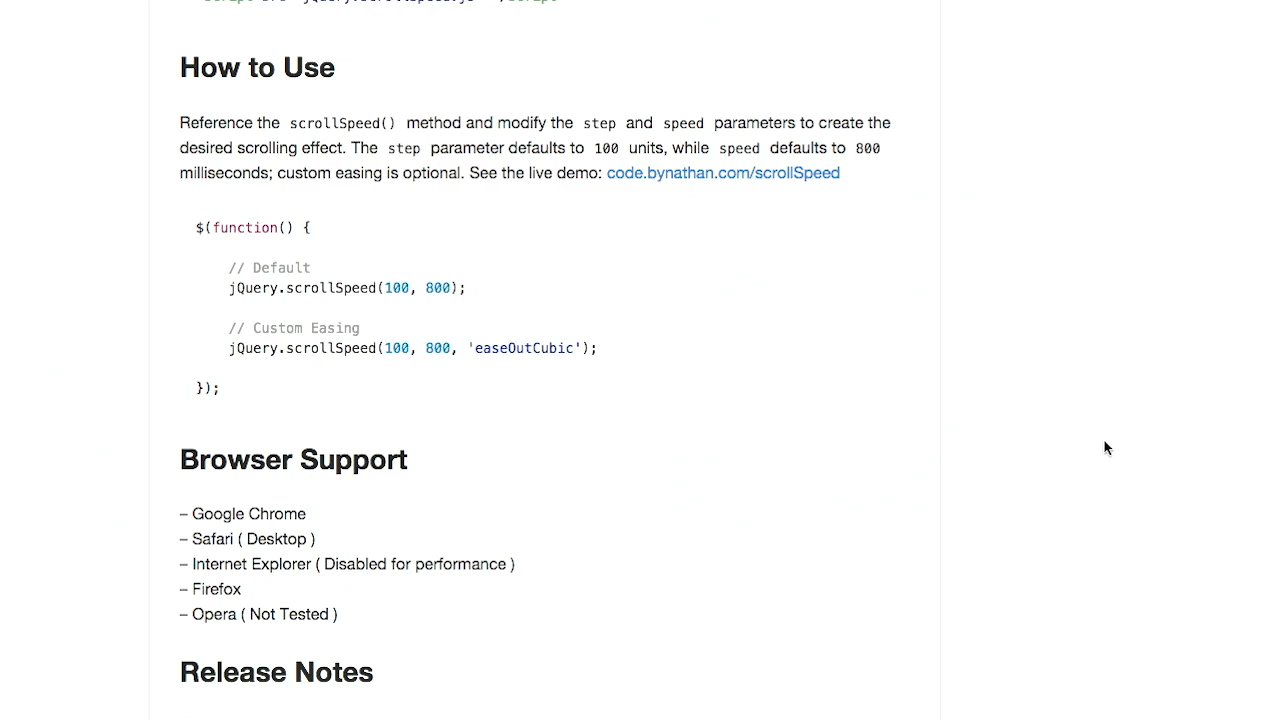 How to Use
Reference the scrollSpeed() method and modify the step and speed parameters to create the
desired scrolling effect. The step parameter defaults to 100 units, while speed defaults to 800
milliseconds; custom easing is optional. See the live demo: code.bynathan.com/scrollSpeed
$(function() {
// Default
jQuery.scrollSpeed(100, 800);
// Custom Easing
jQuery.scrollSpeed(100, 800, 'easeOutCubic');
});
Browser Support
– Google Chrome
– Safari ( Desktop )
– Internet Explorer ( Disabled for performance )
– Firefox
– Opera ( Not Tested )
Release Notes